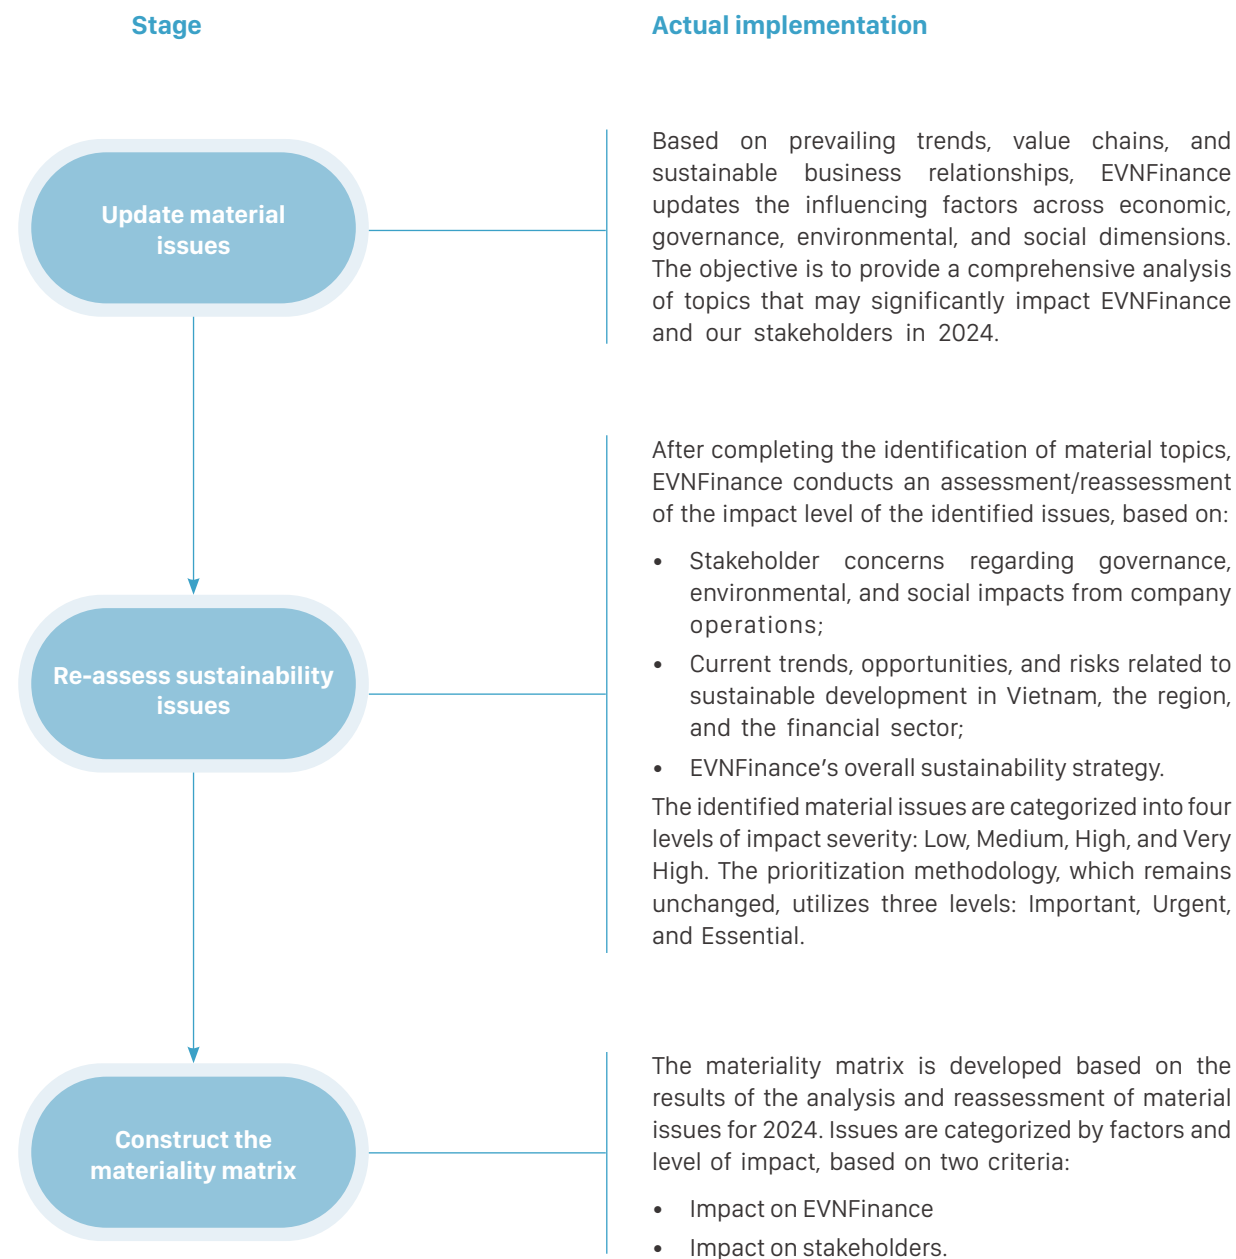 Stage
Actual implementation
Update material
issues
Based on prevailing trends, value chains, and
sustainable business relationships, EVNFinance
updates the influencing factors across economic,
governance, environmental, and social dimensions.
The objective is to provide a comprehensive analysis
of topics that may significantly impact EVNFinance
and our stakeholders in 2024.
Re-assess sustainability
issues
After completing the identification of material topics,
EVNFinance conducts an assessment/reassessment
of the impact level of the identified issues, based on:
• Stakeholder concerns regarding governance,
environmental, and social impacts from company
operations;
• Current trends, opportunities, and risks related to
sustainable development in Vietnam, the region,
and the financial sector;
• EVNFinance’s overall sustainability strategy.
The identified material issues are categorized into four
levels of impact severity: Low, Medium, High, and Very
High. The prioritization methodology, which remains
unchanged, utilizes three levels: Important, Urgent,
and Essential.
Construct the
materiality matrix
The materiality matrix is developed based on the
results of the analysis and reassessment of material
issues for 2024. Issues are categorized by factors and
level of impact, based on two criteria:
• Impact on EVNFinance
• Impact on stakeholders.